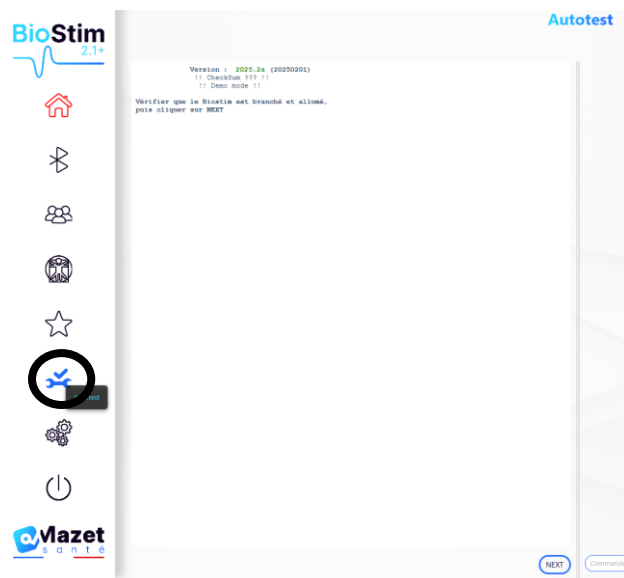 Autotest
BioStim
2.1+
Version : 2025.2a (20250201)
!! CheckSum ??? !!
!! Demo mode !!
Vérifier que le Biostim est branché et allumé,
puis cliquer sur NEXT
Mazet
santé
NEXT